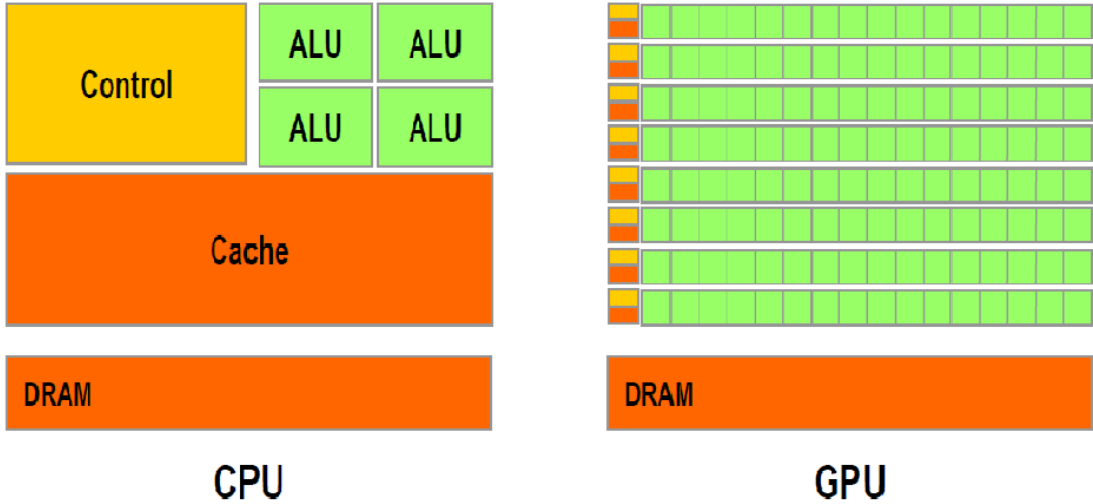 Control
ALU ALU
ALU ALU
Cache
DRAM
CPU
DRAM
GPU